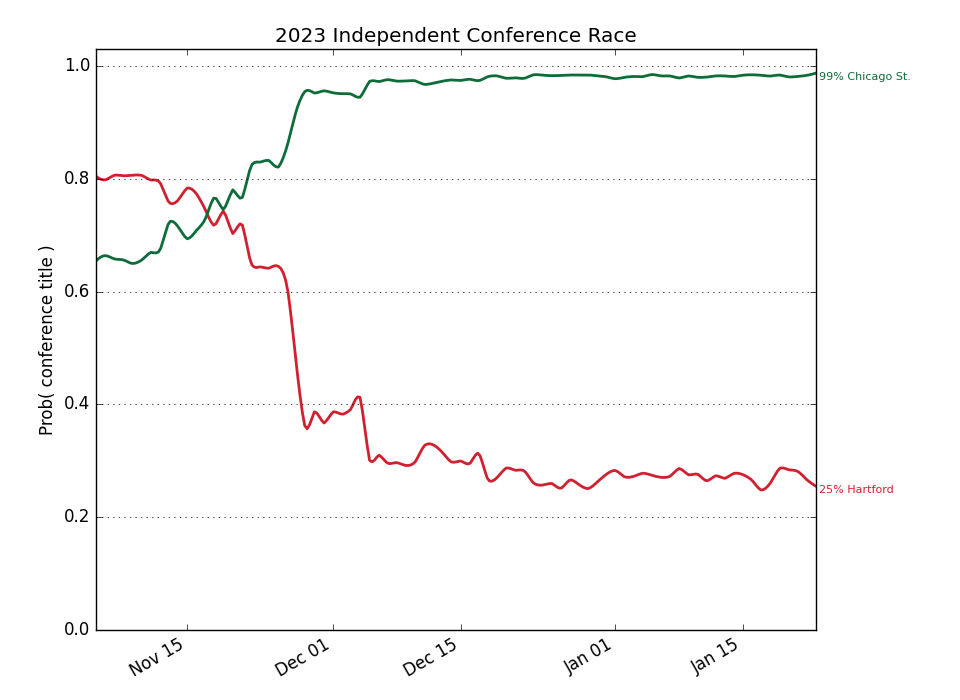 2023 Independent Conference Race
1.0
0.8
0.6
0.4
0.2
0.0
Prob( conference title )
99% Chicago St.
25% Hartford
Nov 15
Dec 01
Dec 15
Jan 01
Jan 15